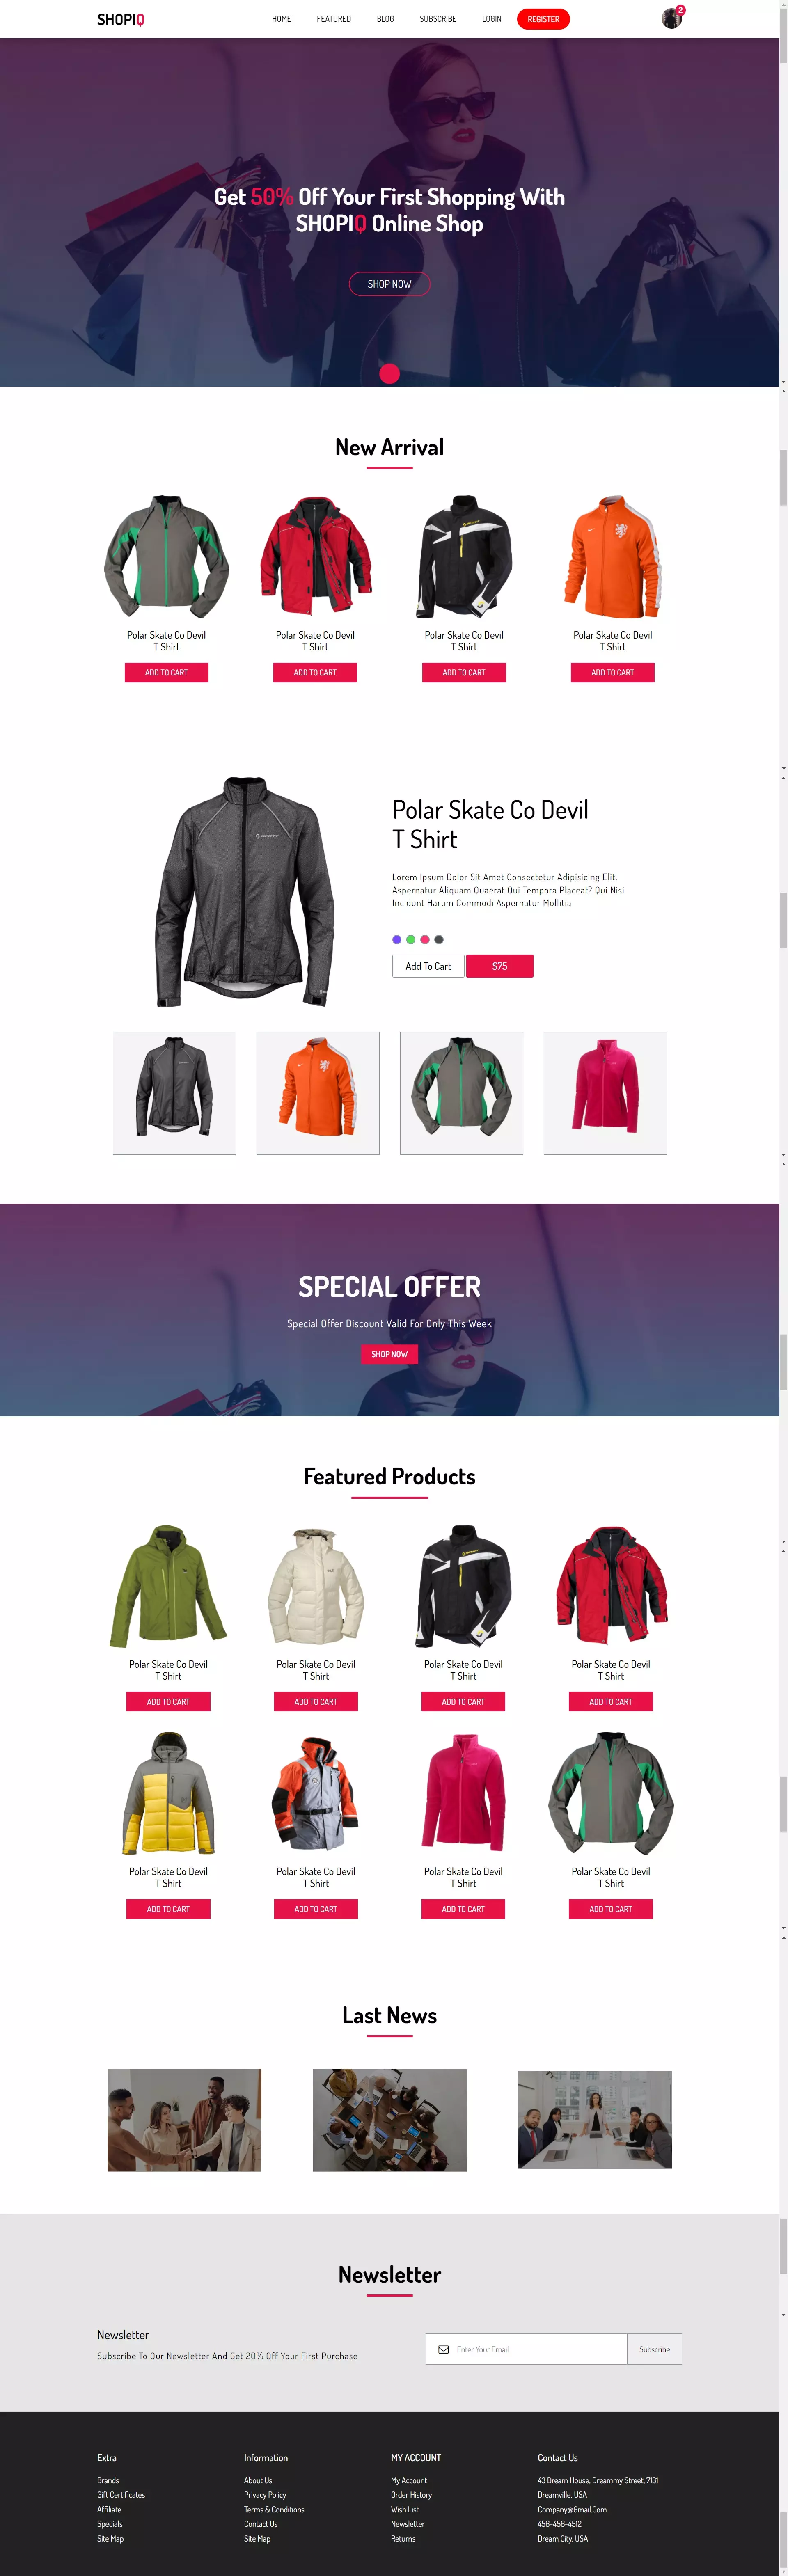 SHOPIQ
HOME
FEATURED
BLOG
SUBSCRIBE
LOGIN
REGISTER
2
Get 50% Off Your First Shopping With
SHOPIQ Online Shop
SHOP NOW
New Arrival
Polar Skate Co Devil
T Shirt
ADD TO CART
Polar Skate Co Devil
T Shirt
ADD TO CART
Polar Skate Co Devil
T Shirt
ADD TO CART
Polar Skate Co Devil
T Shirt
ADD TO CART
Polar Skate Co Devil
T Shirt
Lorem Ipsum Dolor Sit Amet Consectetur Adipisicing Elit.
Aspernatur Aliquam Quaerat Qui Tempora Placeat? Qui Nisi
Incidunt Harum Commodi Aspernatur Mollitia
Add To Cart
$75
SPECIAL OFFER
Special Offer Discount Valid For Only This Week
SHOP NOW
Featured Products
Polar Skate Co Devil
T Shirt
ADD TO CART
Polar Skate Co Devil
T Shirt
ADD TO CART
Polar Skate Co Devil
T Shirt
ADD TO CART
Polar Skate Co Devil
T Shirt
ADD TO CART
Polar Skate Co Devil
T Shirt
ADD TO CART
Polar Skate Co Devil
T Shirt
ADD TO CART
Polar Skate Co Devil
T Shirt
ADD TO CART
Polar Skate Co Devil
T Shirt
ADD TO CART
Last News
Newsletter
Newsletter
Subscribe To Our Newsletter And Get 20% Off Your First Purchase
Enter Your Email
Subscribe
Extra
Brands
Gift Certificates
Affiliate
Specials
Site Map
Information
About Us
Privacy Policy
Terms & Conditions
Contact Us
Site Map
MY ACCOUNT
My Account
Order History
Wish List
Newsletter
Returns
Contact Us
43 Dream House, Dreammy Street, 7131
Dreamville, USA
Company@Gmail.Com
456-456-4512
Dream City, USA